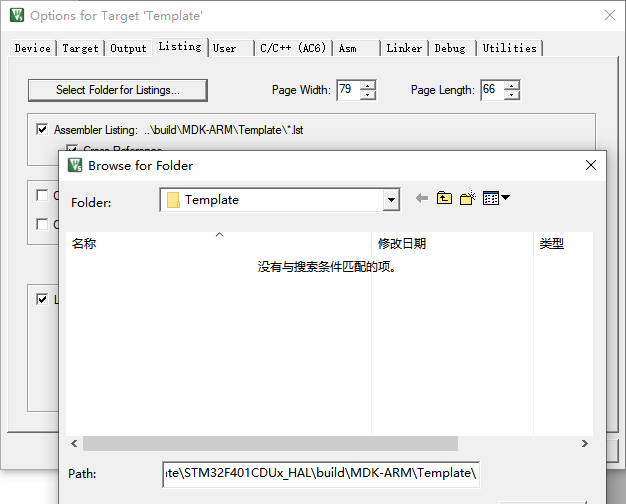 Options for Target 'Template'
Device Target Output Listing User C/C++ (AC6) Asm Linker Debug Utilities
Select Folder for Listings... Page Width: 79 Page Length: 66
Assembler Listing: ..\build\MDK-ARM\Template\*.lst
Browse for Folder
Folder: Template
名称 修改日期 类型
没有与搜索条件匹配的项。
Path: ate\STM32F401CDUx_HAL\build\MDK-ARM\Template\